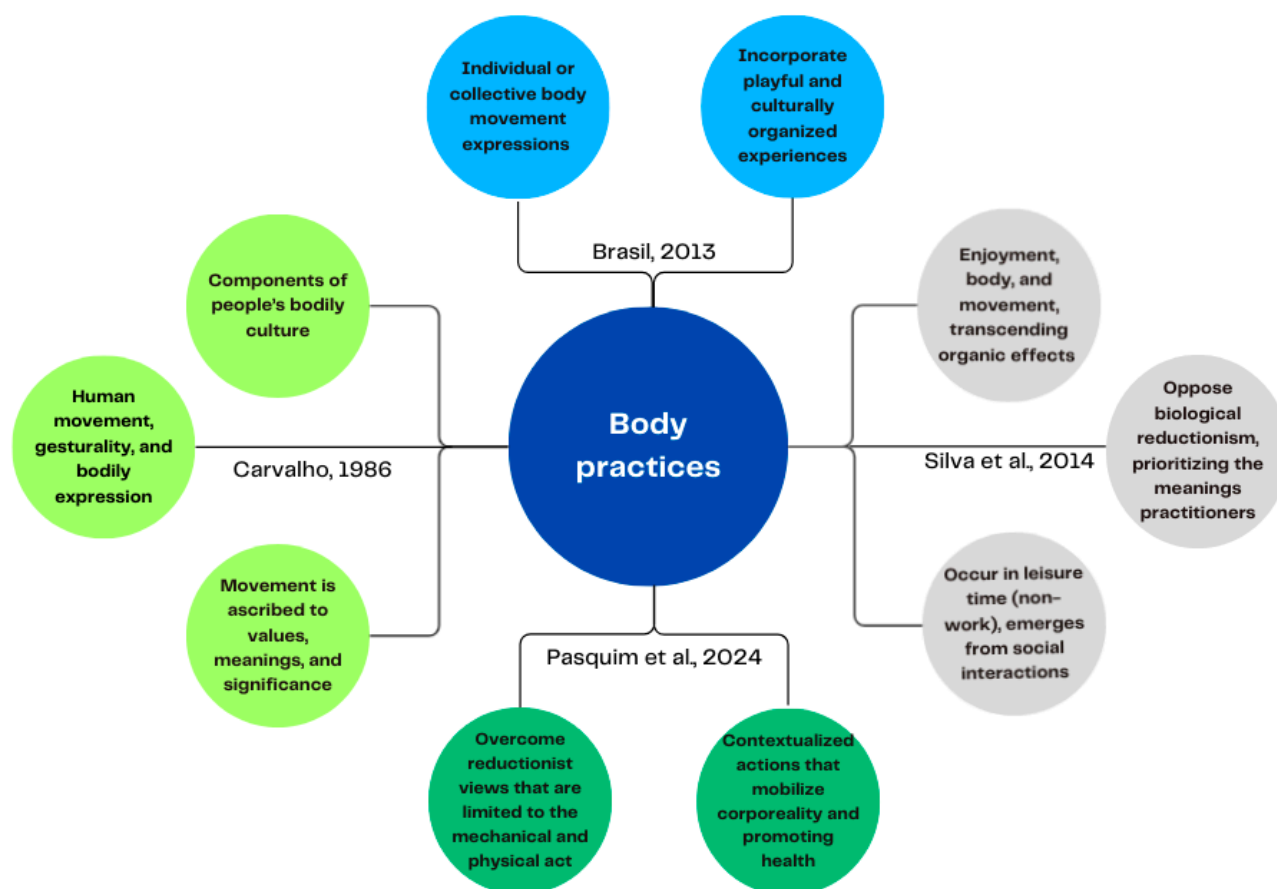 Individual or
collective body
movement
expressions
Incorporate
playful and
culturally
organized
experiences
Brasil, 2013
Components of
people's bodily
culture
Enjoyment,
body, and
movement,
transcending
organic effects
Human
movement,
gesturality, and
bodily
expression
Carvalho, 1986
Body
practices
Silva et al., 2014
Oppose
biological
reductionism,
prioritizing the
meanings
practitioners
Movement is
ascribed to
values,
meanings, and
significance
Occur in leisure
time (non-
work), emerges
from social
interactions
Pasquim et al., 2024
Overcome
reductionist
views that are
limited to the
mechanical and
physical act
Contextualized
actions that
mobilize
corporeality and
promoting
health